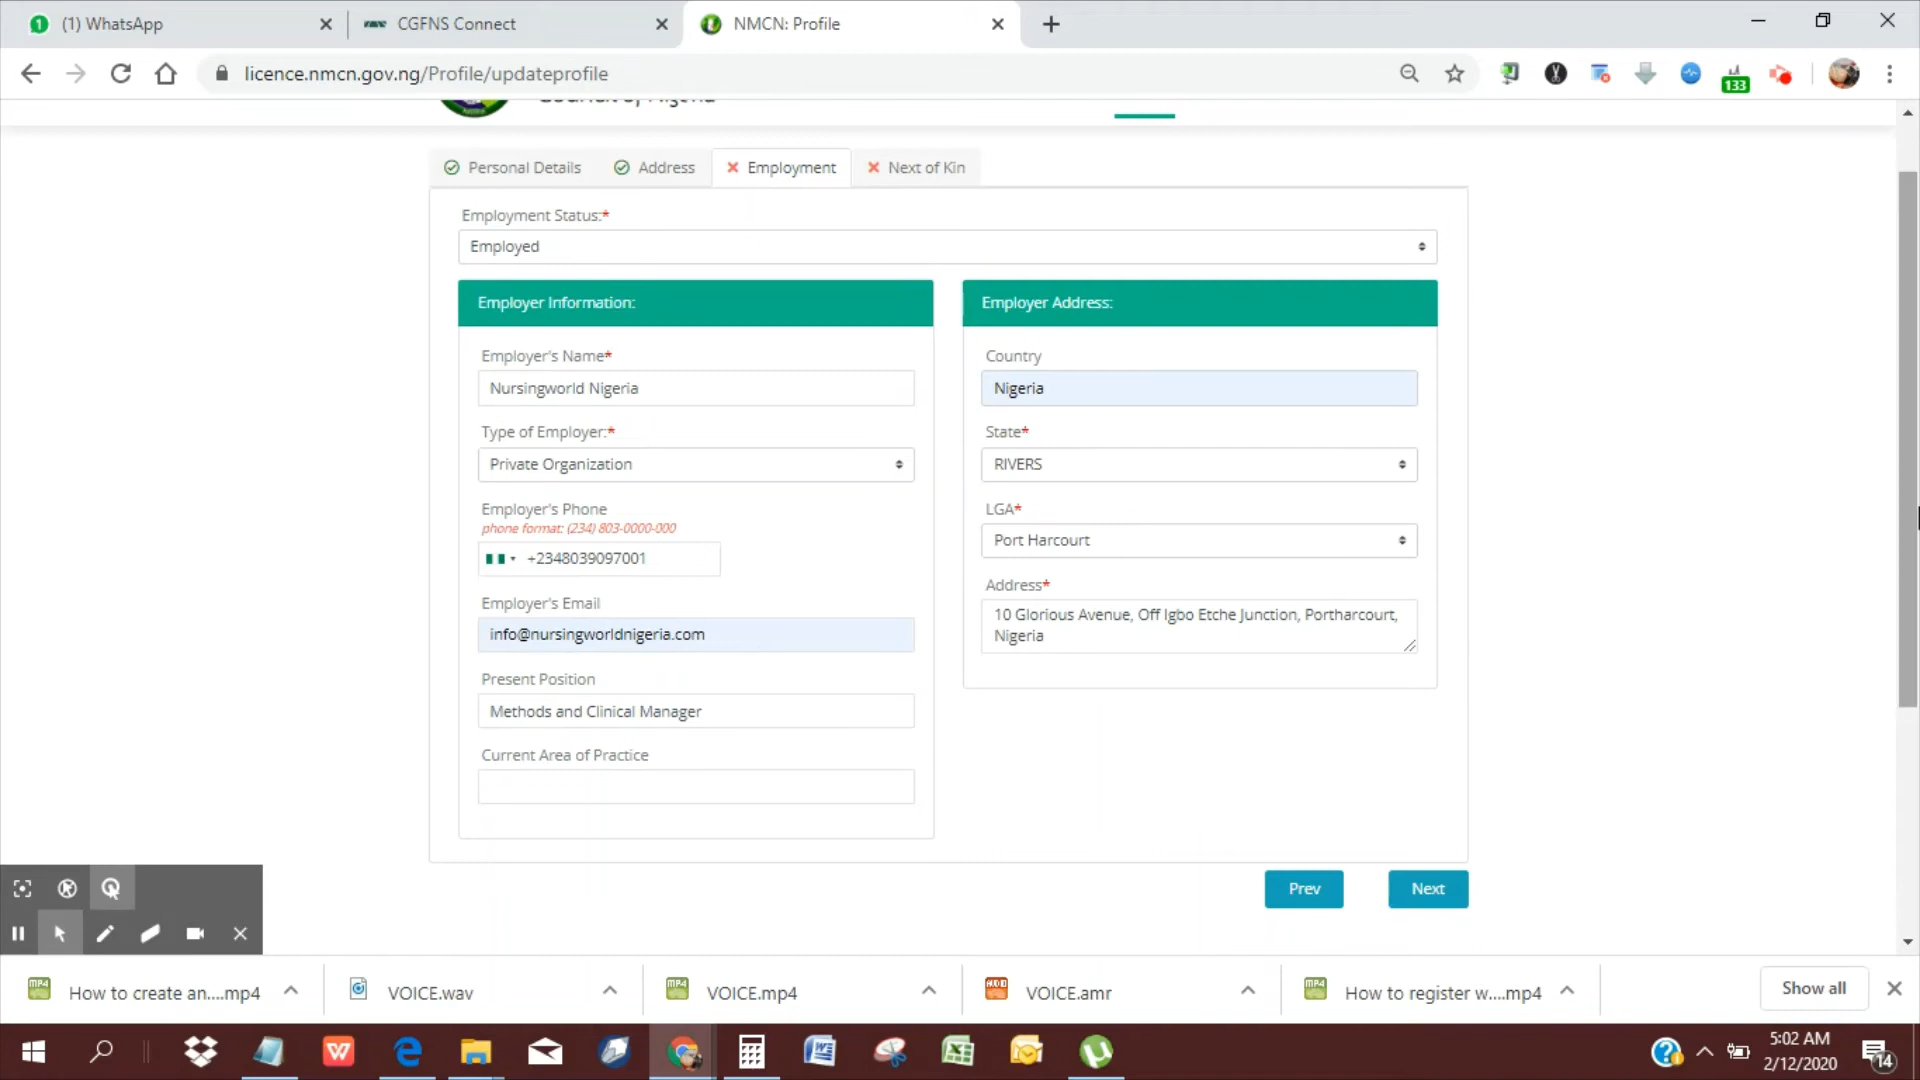 (1) WhatsApp
CGFNS Connect
NMCN: Profile
licence.nmcn.gov.ng/Profile/updateprofile
133
Personal Details
Address
Employment
Next of Kin
Employment Status:*
Employed
Employer Information:
Employer's Name*
Nursingworld Nigeria
Type of Employer:*
Private Organization
Employer's Phone
phone format: (234) 803-0000-000
+2348039097001
Employer's Email
info@nursingworldnigeria.com
Present Position
Methods and Clinical Manager
Current Area of Practice
Employer Address:
Country
Nigeria
State*
RIVERS
LGA*
Port Harcourt
Address*
10 Glorious Avenue, Off Igbo Etche Junction, Portharcourt,
Nigeria
Prev
Next
How to create an....mp4
VOICE.wav
VOICE.mp4
VOICE.amr
How to register w....mp4
Show all
5:02 AM
2/12/2020
14